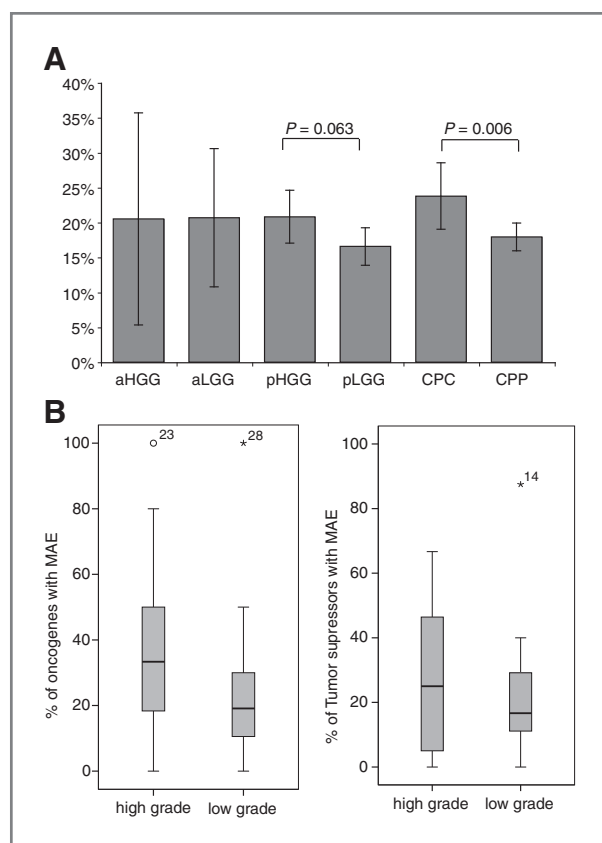 A
40%
35%
30%
25%
20%
15%
10%
5%
0%
P = 0.063
P = 0.006
aHGG aLGG pHGG pLGG CPC CPP
B
% of oncogenes with MAE
100
80
60
40
20
0
23
28
high grade low grade
% of Tumor supressors with MAE
100
80
60
40
20
0
14
high grade low grade